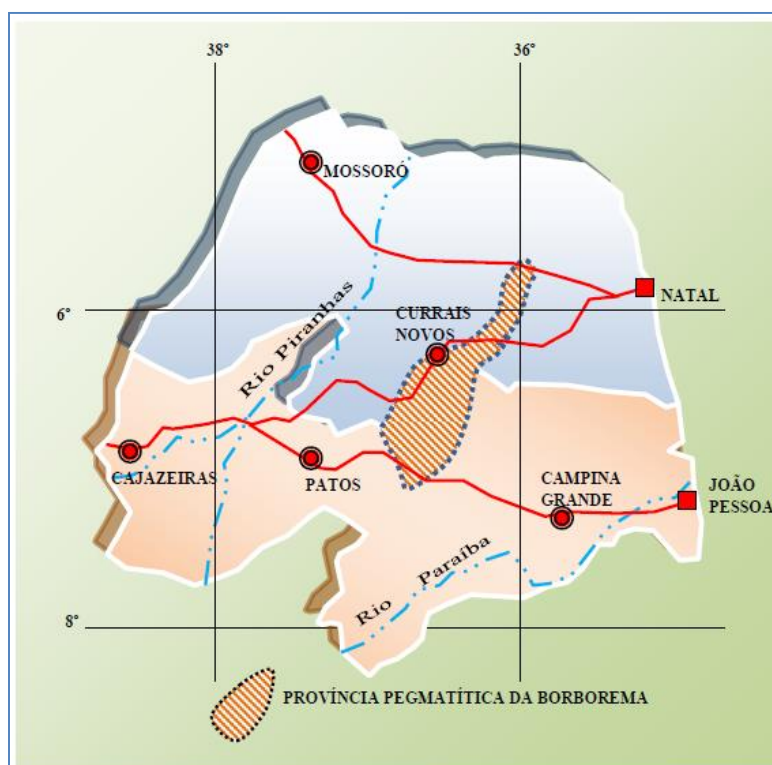 38° 36°
MOSSORÓ
NATAL
6°
CURRAIS
NOVOS
Rio Piranhas
CAJAZEIRAS
PATOS
CAMPINA
GRANDE
JOÃO
PESSOA
Rio Paraíba
8°
PROVÍNCIA PEGMATÍTICA DA BORBOREMA